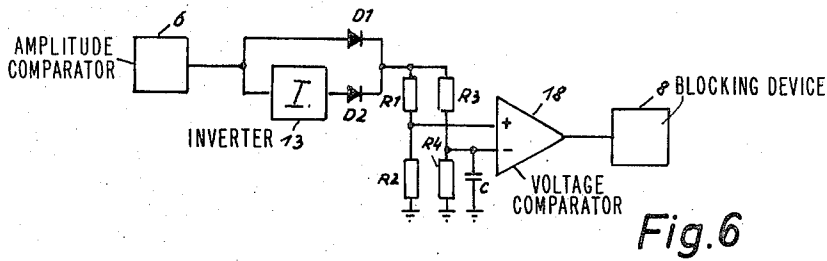 6
AMPLITUDE
COMPARATOR
D1
I.
D2
INVERTER 13
R1
R3
R2
R4
C
+
-
18
VOLTAGE
COMPARATOR
8
BLOCKING DEVICE
Fig. 6